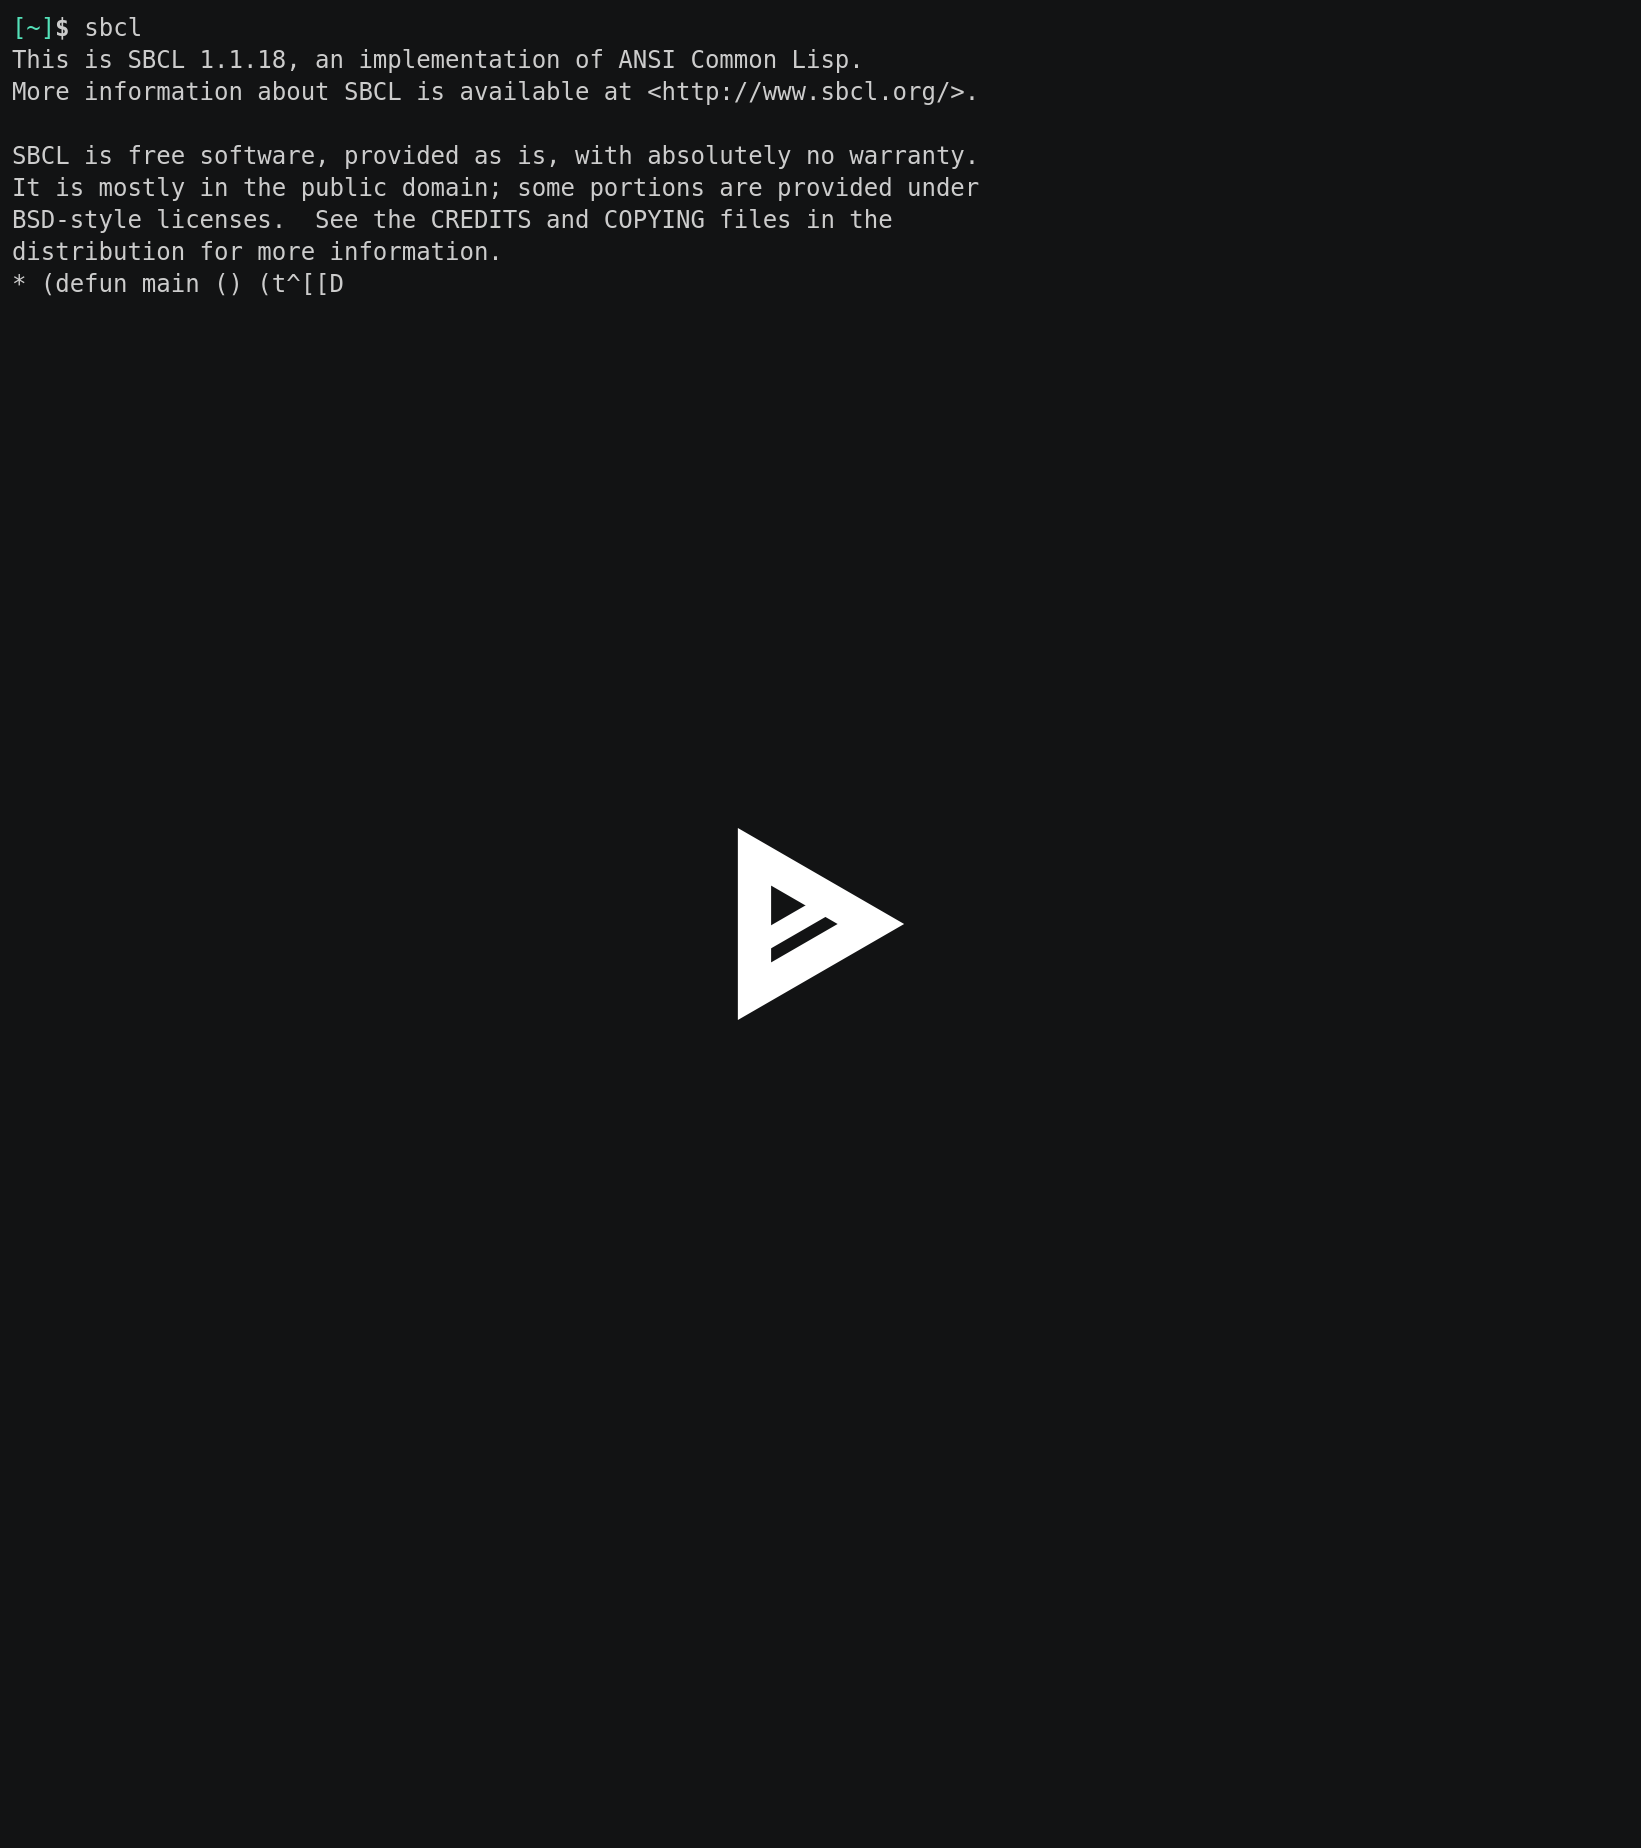 [~]$ sbcl
This is SBCL 1.1.18, an implementation of ANSI Common Lisp.
More information about SBCL is available at <http://www.sbcl.org/>.

SBCL is free software, provided as is, with absolutely no warranty.
It is mostly in the public domain; some portions are provided under
BSD-style licenses.  See the CREDITS and COPYING files in the
distribution for more information.
* (defun main () (t^[[D